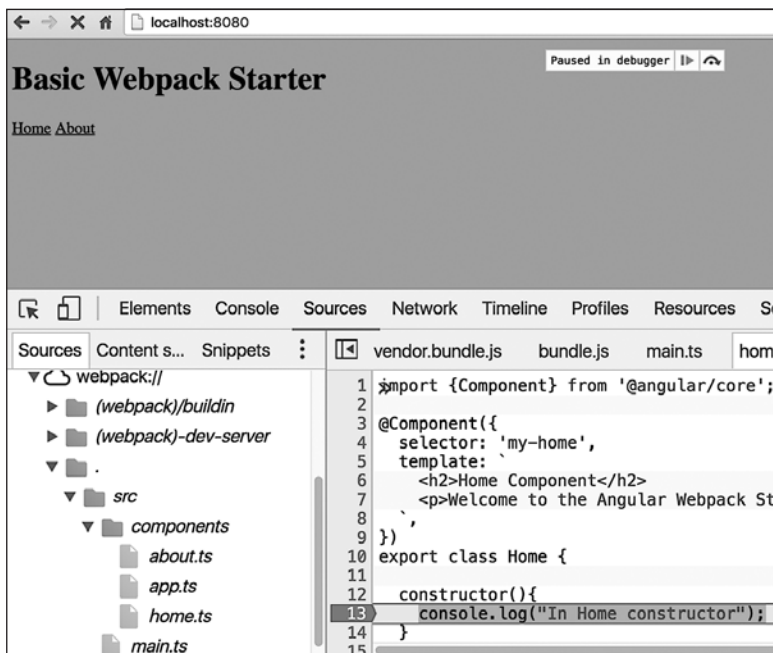 localhost:8080
Paused in debugger
Basic Webpack Starter
Home About
Elements Console Sources Network Timeline Profiles Resources
Sources Content s... Snippets
vendor.bundle.js bundle.js main.ts hom
webpack://
(webpack)/buildin
(webpack)-dev-server
.
src
components
about.ts
app.ts
home.ts
main.ts
1 import {Component} from '@angular/core';
2
3 @Component({
4 selector: 'my-home',
5 template: `
6 <h2>Home Component</h2>
7 <p>Welcome to the Angular Webpack St
8 `,
9 })
10 export class Home {
11
12 constructor(){
13 console.log("In Home constructor");
14 }
15